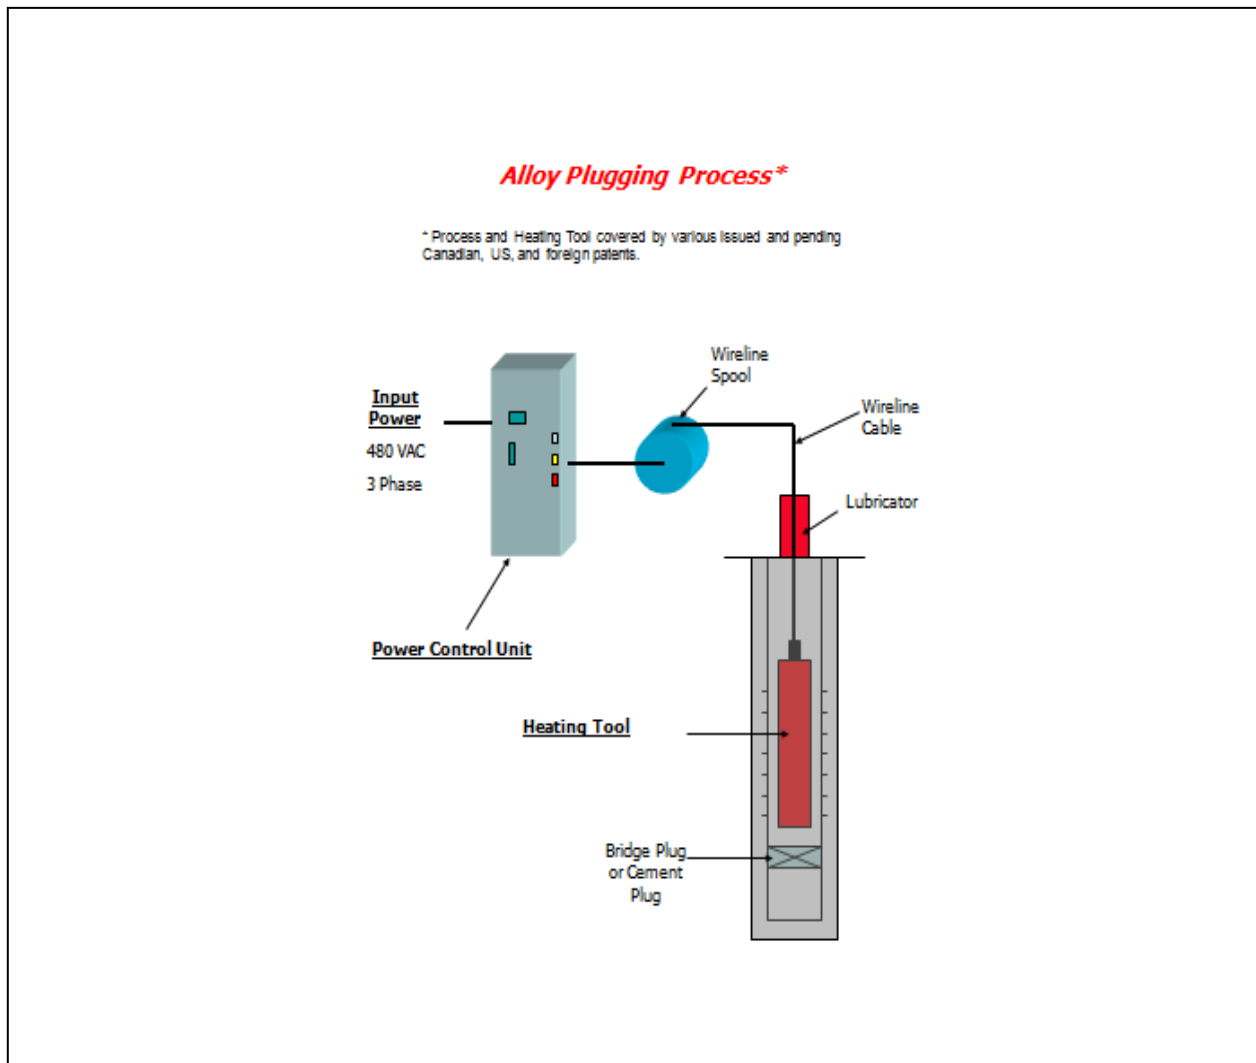 Alloy Plugging Process*
* Process and Heating Tool covered by various issued and pending
Canadian, US, and foreign patents.
Wireline
Spool
Input
Power
480 VAC
3 Phase
Wireline
Cable
Lubricator
Power Control Unit
Heating Tool
Bridge Plug
or Cement
Plug